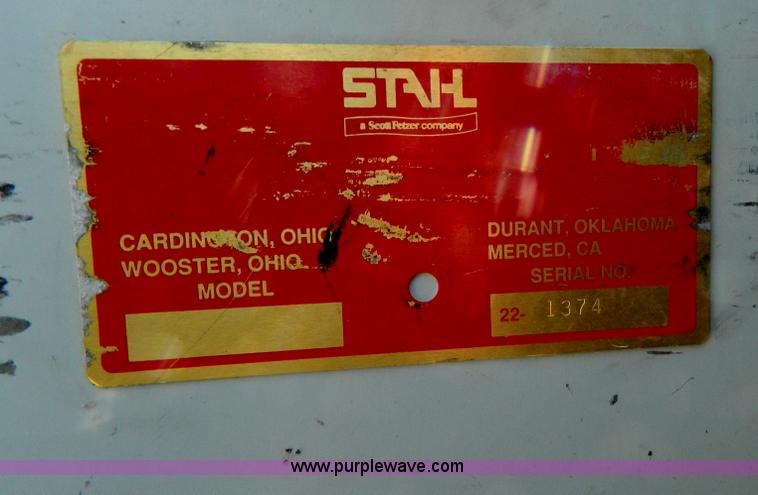 STAHL
a Scott Fetzer company
CARDINGTON, OHIO
WOOSTER, OHIO
MODEL
DURANT, OKLAHOMA
MERCED, CA
SERIAL NO.
22- 1374
www.purplewave.com